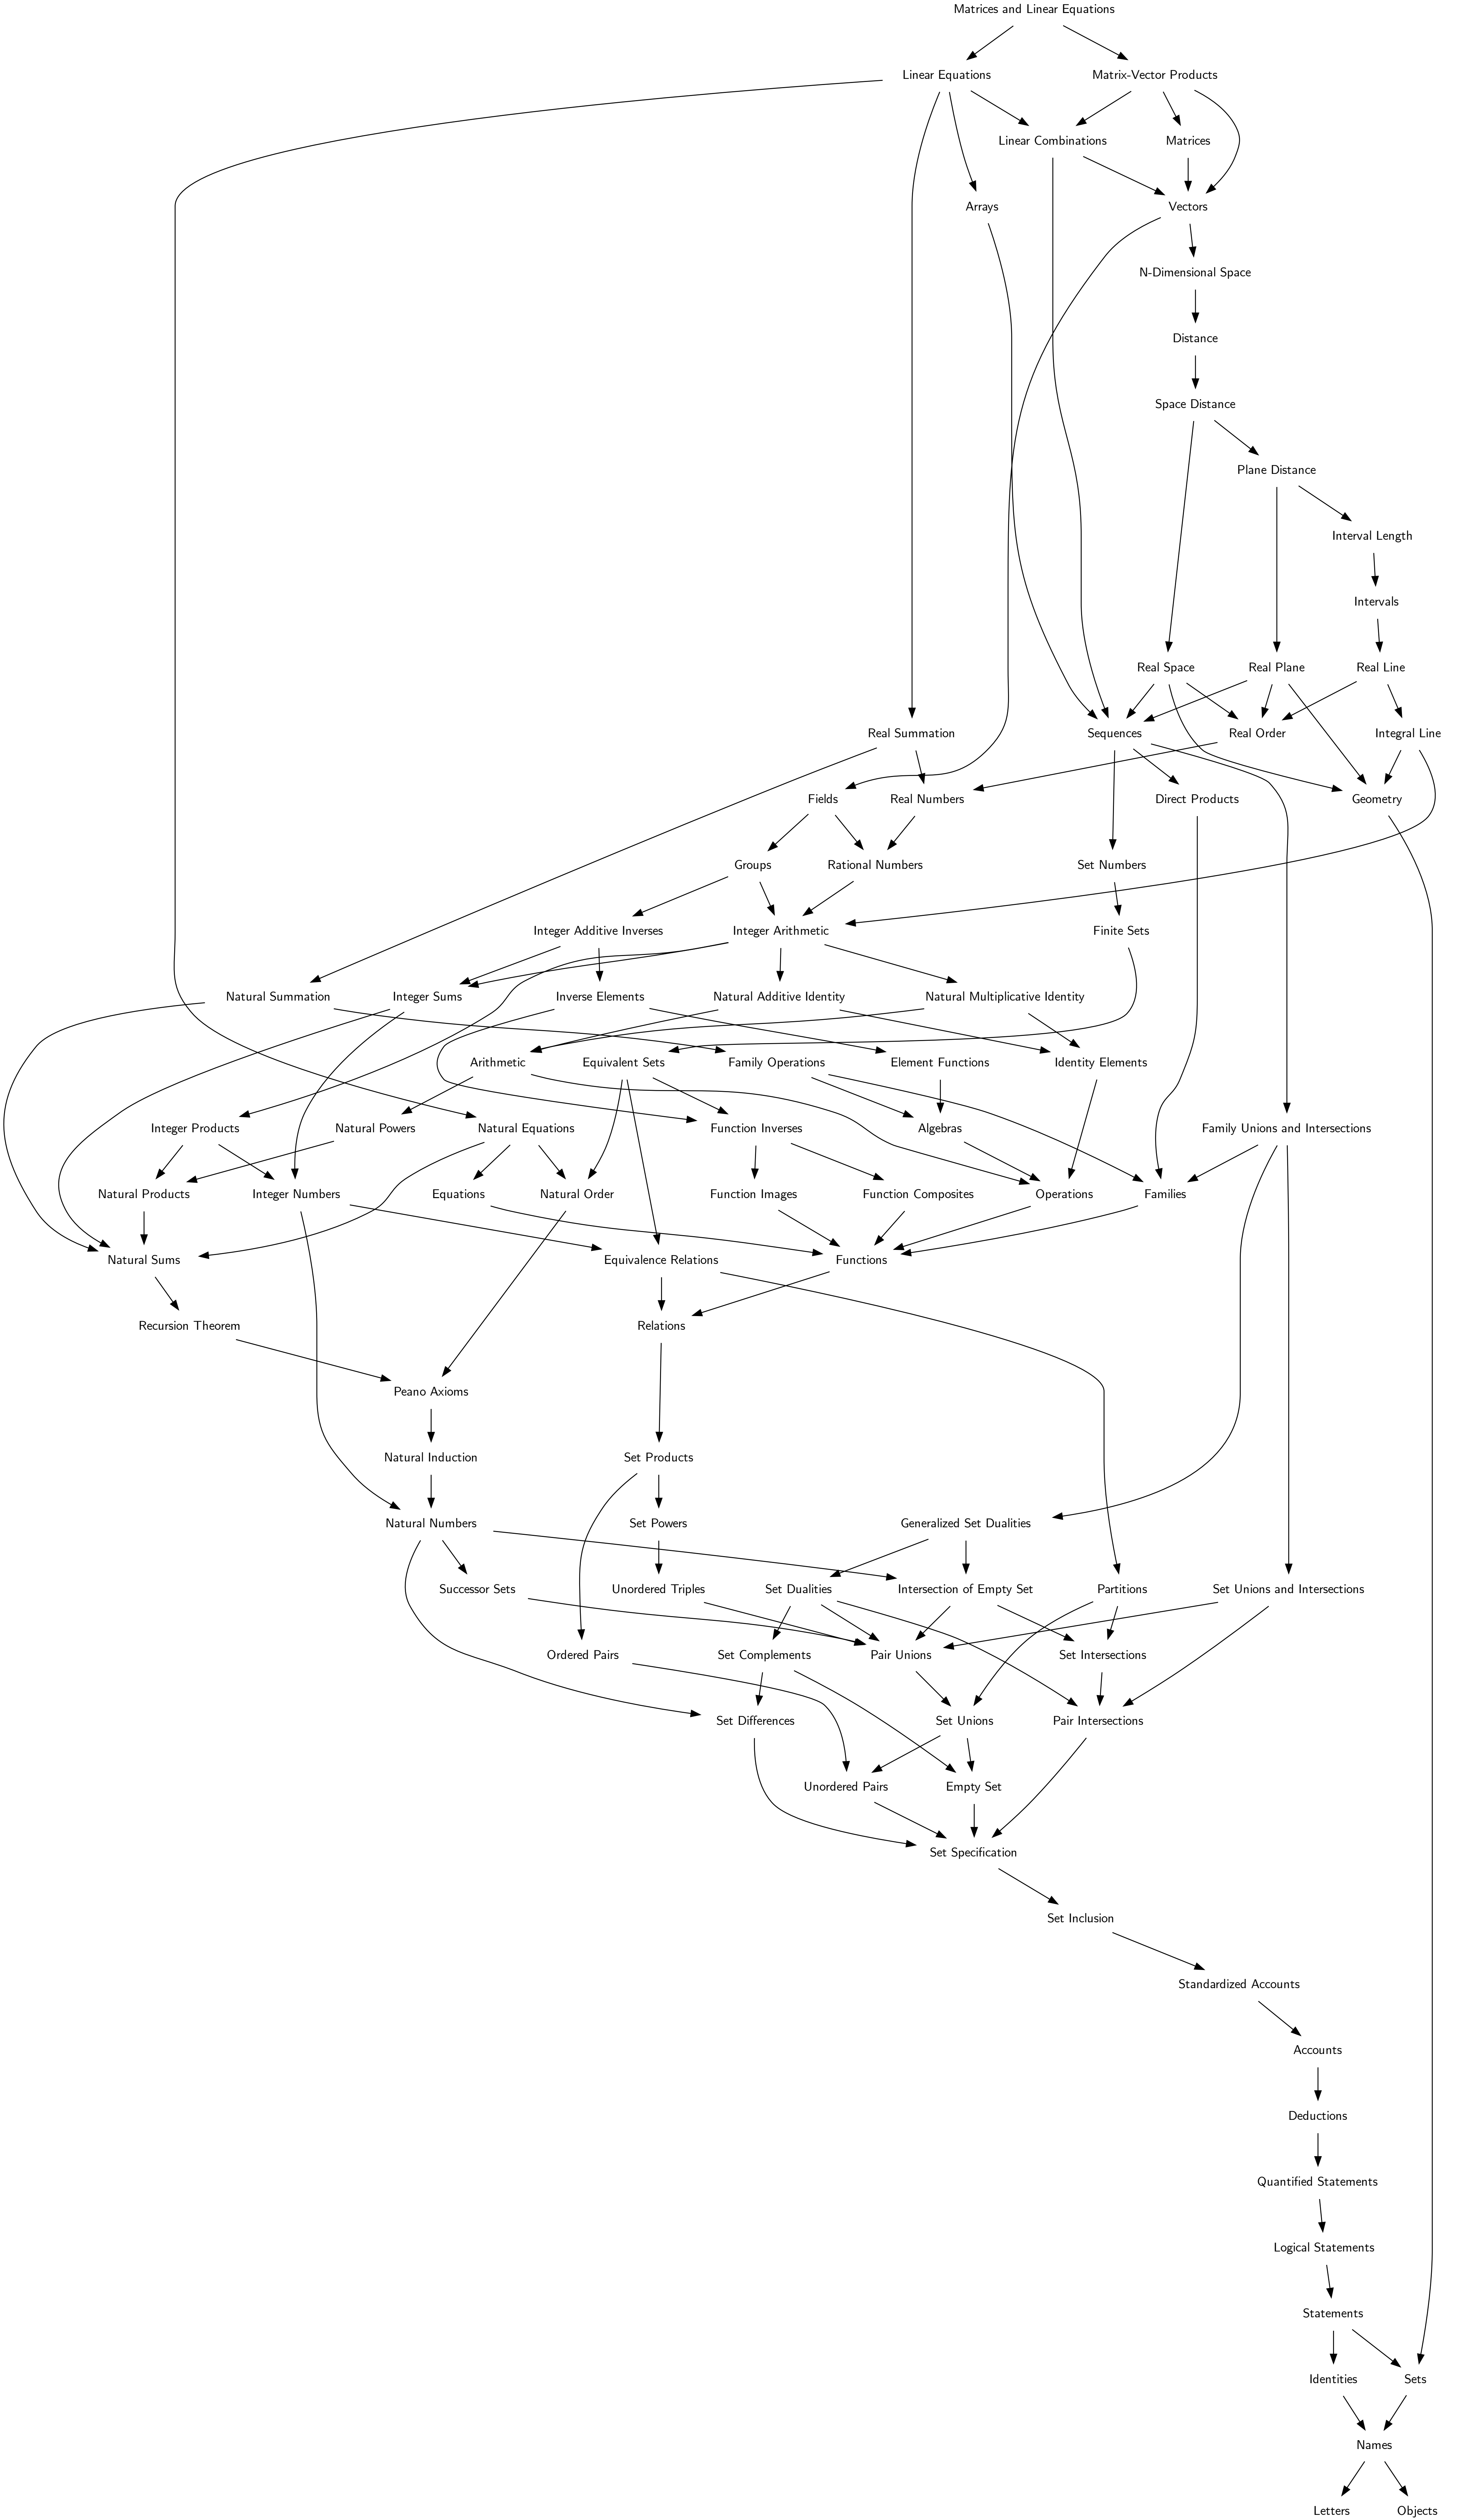 Matrices and Linear Equations
Linear Equations
Matrix-Vector Products
Linear Combinations
Matrices
Arrays
Vectors
N-Dimensional Space
Distance
Space Distance
Plane Distance
Interval Length
Intervals
Real Space
Real Plane
Real Line
Real Summation
Sequences
Real Order
Integral Line
Fields
Real Numbers
Direct Products
Geometry
Groups
Rational Numbers
Set Numbers
Integer Additive Inverses
Integer Arithmetic
Finite Sets
Natural Summation
Integer Sums
Inverse Elements
Natural Additive Identity
Natural Multiplicative Identity
Arithmetic
Equivalent Sets
Family Operations
Element Functions
Identity Elements
Integer Products
Natural Powers
Natural Equations
Function Inverses
Algebras
Family Unions and Intersections
Natural Products
Integer Numbers
Equations
Natural Order
Function Images
Function Composites
Operations
Families
Natural Sums
Equivalence Relations
Functions
Recursion Theorem
Relations
Peano Axioms
Natural Induction
Set Products
Natural Numbers
Set Powers
Generalized Set Dualities
Successor Sets
Unordered Triples
Set Dualities
Intersection of Empty Set
Partitions
Set Unions and Intersections
Ordered Pairs
Set Complements
Pair Unions
Set Intersections
Set Differences
Set Unions
Pair Intersections
Unordered Pairs
Empty Set
Set Specification
Set Inclusion
Standardized Accounts
Accounts
Deductions
Quantified Statements
Logical Statements
Statements
Identities
Sets
Names
Letters
Objects